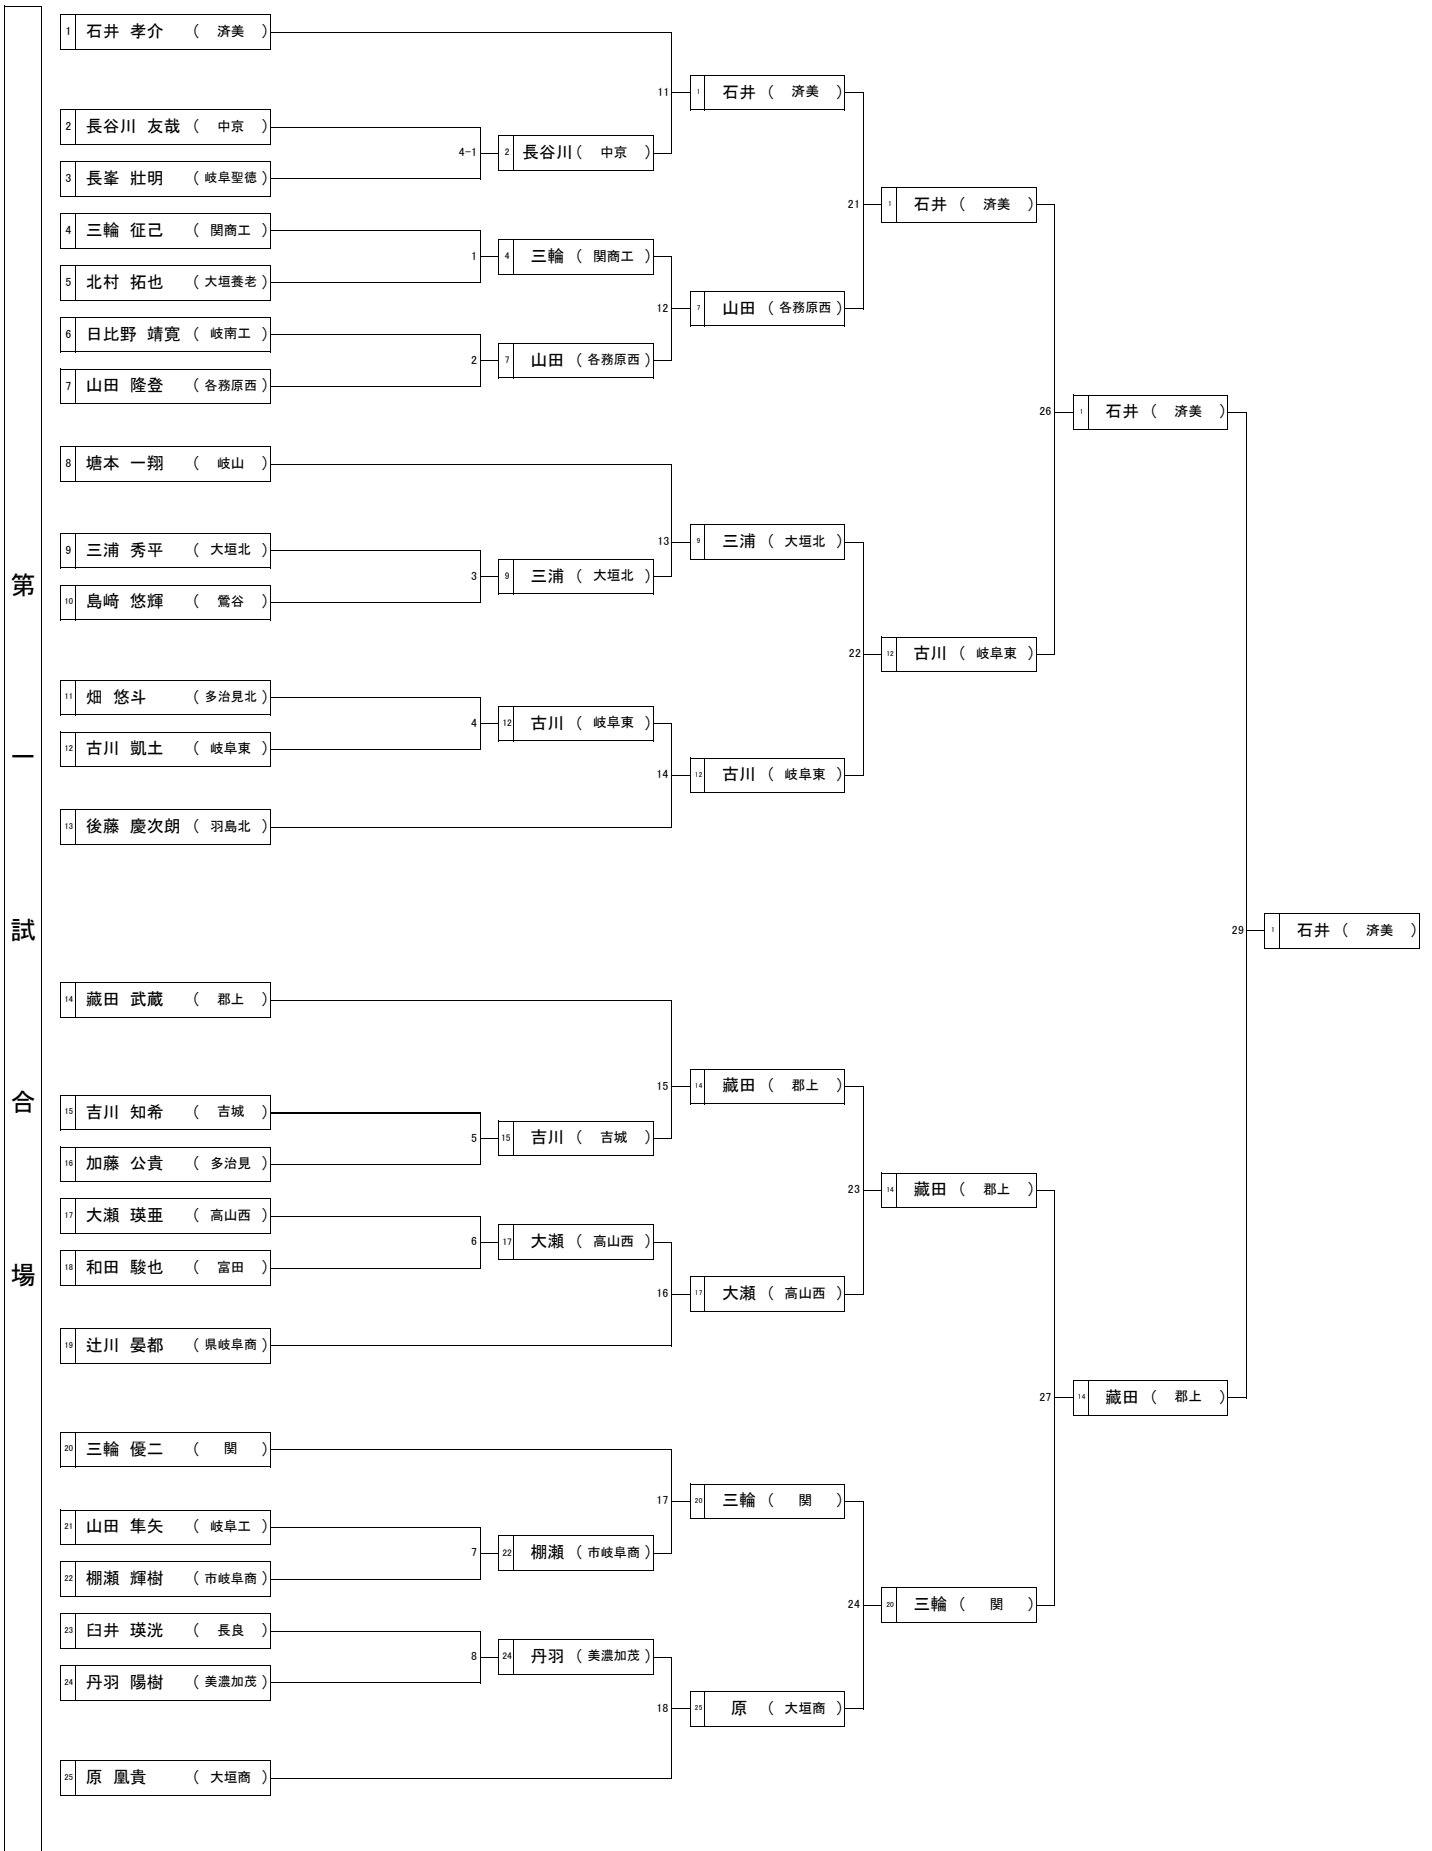 第一試合場
1 石井 孝介 ( 済美 )
11
1 石井 ( 済美 )
2 長谷川 友哉 ( 中京 )
4-1
2 長谷川 ( 中京 )
3 長峯 壯明 ( 岐阜聖徳 )
21
1 石井 ( 済美 )
4 三輪 征己 ( 関商工 )
1
4 三輪 ( 関商工 )
5 北村 拓也 ( 大垣養老 )
12
7 山田 ( 各務原西 )
6 日比野 靖寛 ( 岐南工 )
2
7 山田 ( 各務原西 )
7 山田 隆登 ( 各務原西 )
26
1 石井 ( 済美 )
8 塘本 一翔 ( 岐山 )
13
9 三浦 ( 大垣北 )
9 三浦 秀平 ( 大垣北 )
3
9 三浦 ( 大垣北 )
10 島﨑 悠輝 ( 鶯谷 )
22
12 古川 ( 岐阜東 )
11 畑 悠斗 ( 多治見北 )
4
12 古川 ( 岐阜東 )
12 古川 凱土 ( 岐阜東 )
14
12 古川 ( 岐阜東 )
13 後藤 慶次朗 ( 羽島北 )
29
1 石井 ( 済美 )
14 藏田 武蔵 ( 郡上 )
15
14 藏田 ( 郡上 )
15 吉川 知希 ( 吉城 )
5
15 吉川 ( 吉城 )
16 加藤 公貴 ( 多治見 )
23
14 藏田 ( 郡上 )
17 大瀬 瑛亜 ( 高山西 )
6
17 大瀬 ( 高山西 )
18 和田 駿也 ( 富田 )
16
17 大瀬 ( 高山西 )
19 辻川 晏都 ( 県岐阜商 )
27
14 藏田 ( 郡上 )
20 三輪 優二 ( 関 )
17
20 三輪 ( 関 )
21 山田 隼矢 ( 岐阜工 )
7
22 棚瀬 ( 市岐阜商 )
22 棚瀬 輝樹 ( 市岐阜商 )
24
20 三輪 ( 関 )
23 臼井 瑛洸 ( 長良 )
8
24 丹羽 ( 美濃加茂 )
24 丹羽 陽樹 ( 美濃加茂 )
18
25 原 ( 大垣商 )
25 原 凰貴 ( 大垣商 )